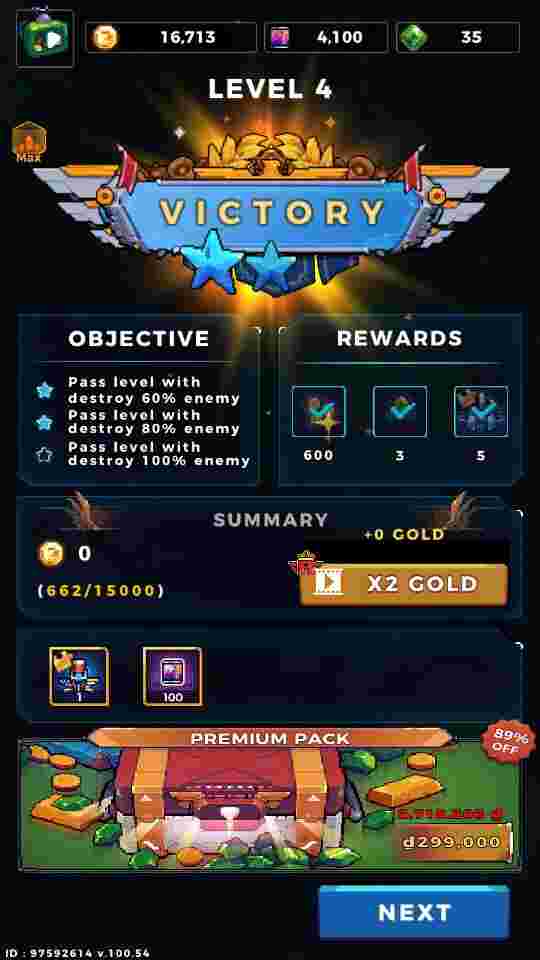 16,713
4,100
35
LEVEL 4
Max
VICTORY
OBJECTIVE
Pass level with
destroy 60% enemy
Pass level with
destroy 80% enemy
Pass level with
destroy 100% enemy
REWARDS
600
3
5
SUMMARY
0
(662/15000)
+0 GOLD
X2 GOLD
1
100
PREMIUM PACK
89%
OFF
đ299,000
NEXT
ID : 97592614 v.100.54